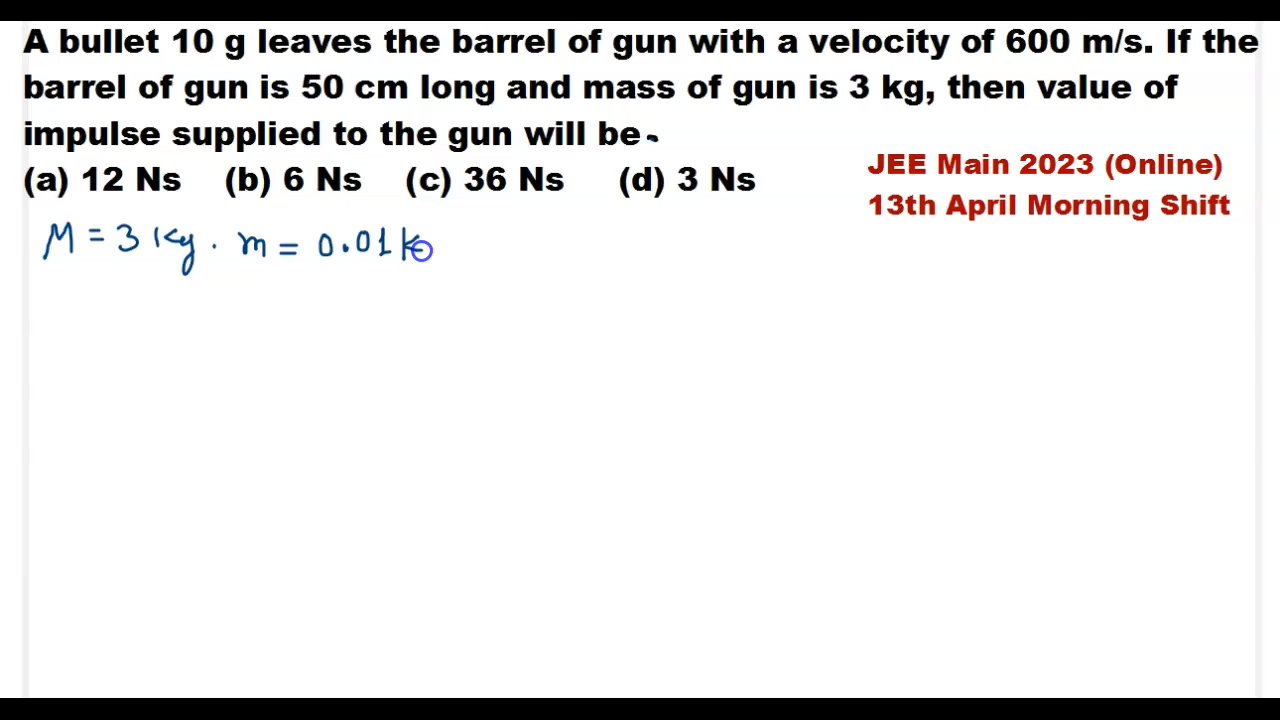 A bullet 10 g leaves the barrel of gun with a velocity of 600 m/s. If the
barrel of gun is 50 cm long and mass of gun is 3 kg, then value of
impulse supplied to the gun will be-
(a) 12 Ns (b) 6 Ns (c) 36 Ns (d) 3 Ns
JEE Main 2023 (Online)
13th April Morning Shift
M = 3 Kg. m = 0.01 k